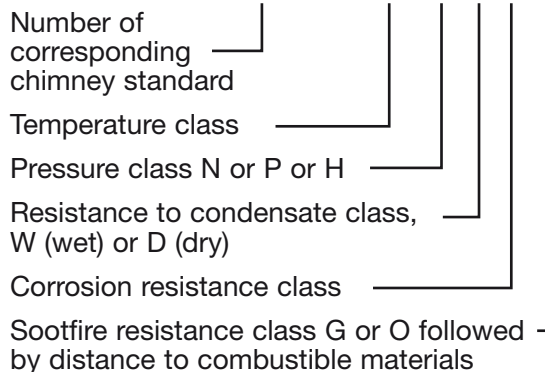 Number of
corresponding
chimney standard
Temperature class
Pressure class N or P or H
Resistance to condensate class,
W (wet) or D (dry)
Corrosion resistance class
Sootfire resistance class G or O followed
by distance to combustible materials